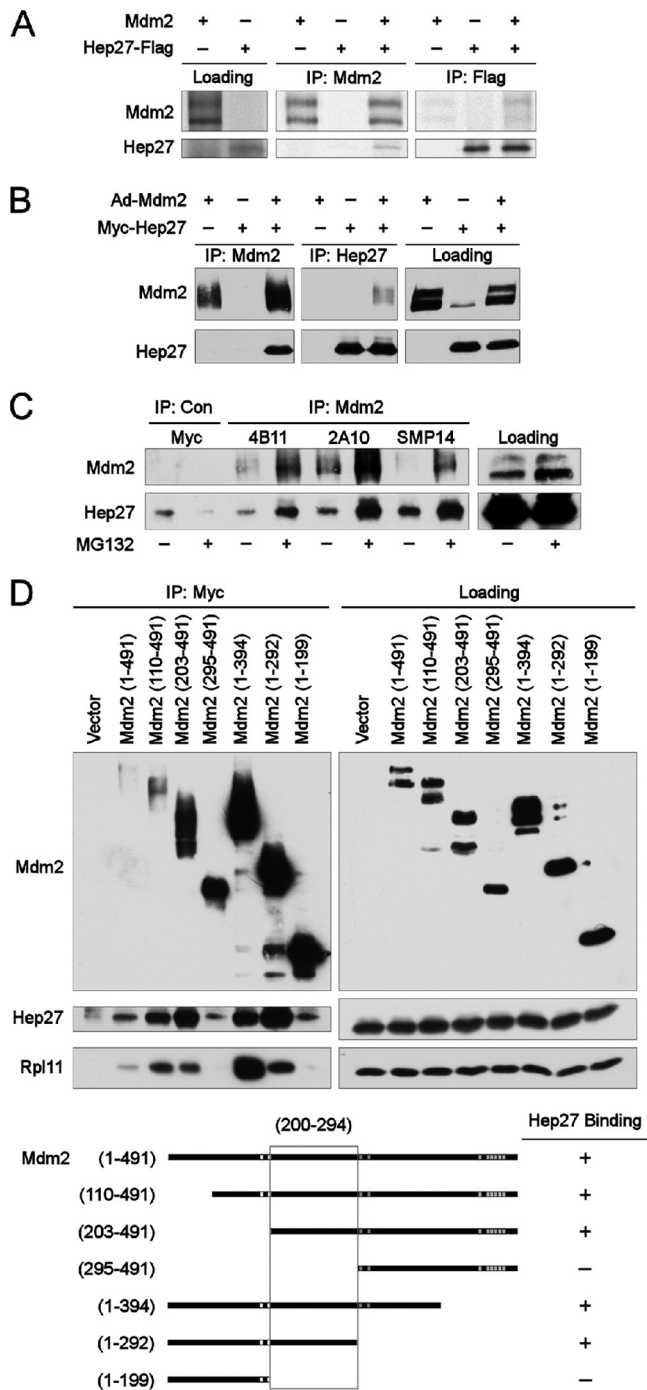 A
Mdm2 + – + – + + – +
Hep27-Flag – + – + + – + +
Loading IP: Mdm2 IP: Flag
Mdm2
Hep27
B
Ad-Mdm2 + – + + – + + – +
Myc-Hep27 – + + – + + – + +
IP: Mdm2 IP: Hep27 Loading
Mdm2
Hep27
C
IP: Con IP: Mdm2
Myc 4B11 2A10 SMP14 Loading
Mdm2
Hep27
MG132 – + – + – + – + – +
D
IP: Myc Loading
Vector Mdm2 (1–491) Mdm2 (110–491) Mdm2 (203–491) Mdm2 (295–491) Mdm2 (1–394) Mdm2 (1–292) Mdm2 (1–199) Vector Mdm2 (1–491) Mdm2 (110–491) Mdm2 (203–491) Mdm2 (295–491) Mdm2 (1–394) Mdm2 (1–292) Mdm2 (1–199)
Mdm2
Hep27
Rpl11
(200-294) Hep27 Binding
Mdm2 (1-491) +
(110-491) +
(203-491) +
(295-491) –
(1-394) +
(1-292) +
(1-199) –